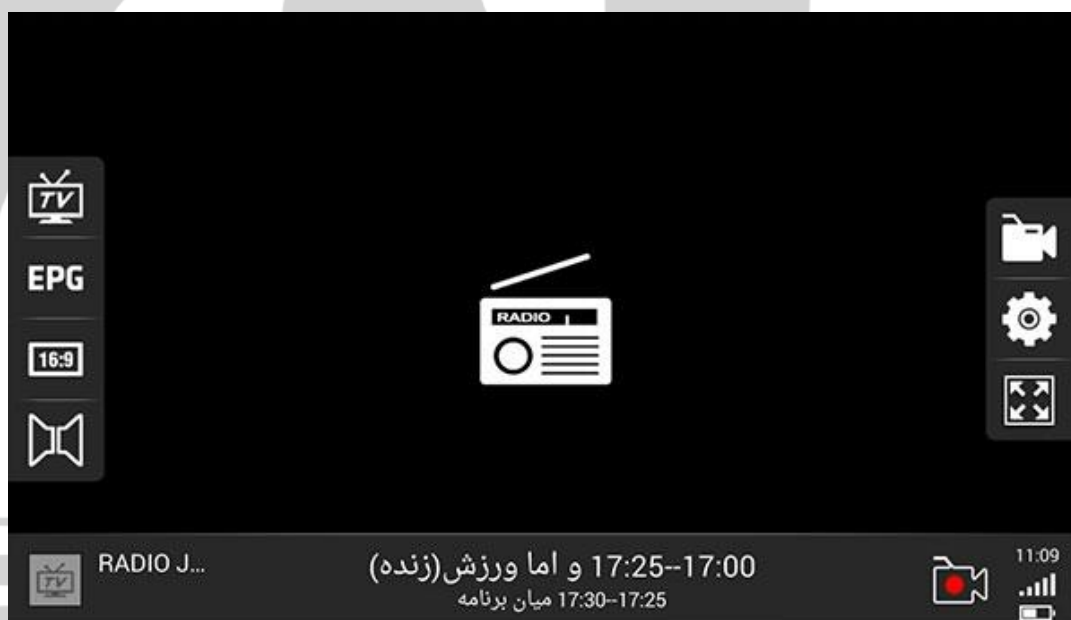 TV
EPG
16:9
RADIO
TV
RADIO J...
17:00--17:25 و اما ورزش(زنده)
17:25--17:30 میان برنامه
11:09